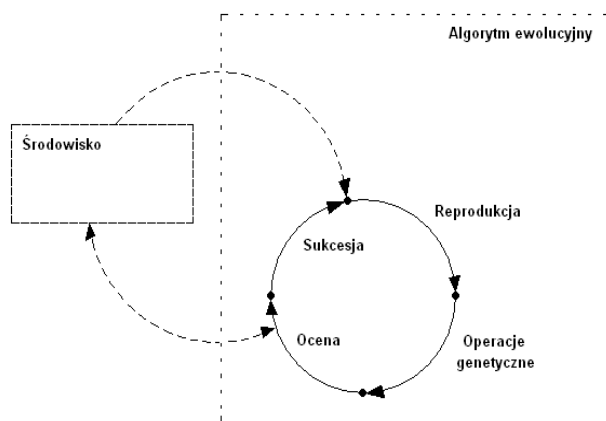 Algorytm ewolucyjny
Środowisko
Reprodukcja
Sukcesja
Ocena
Operacje
genetyczne